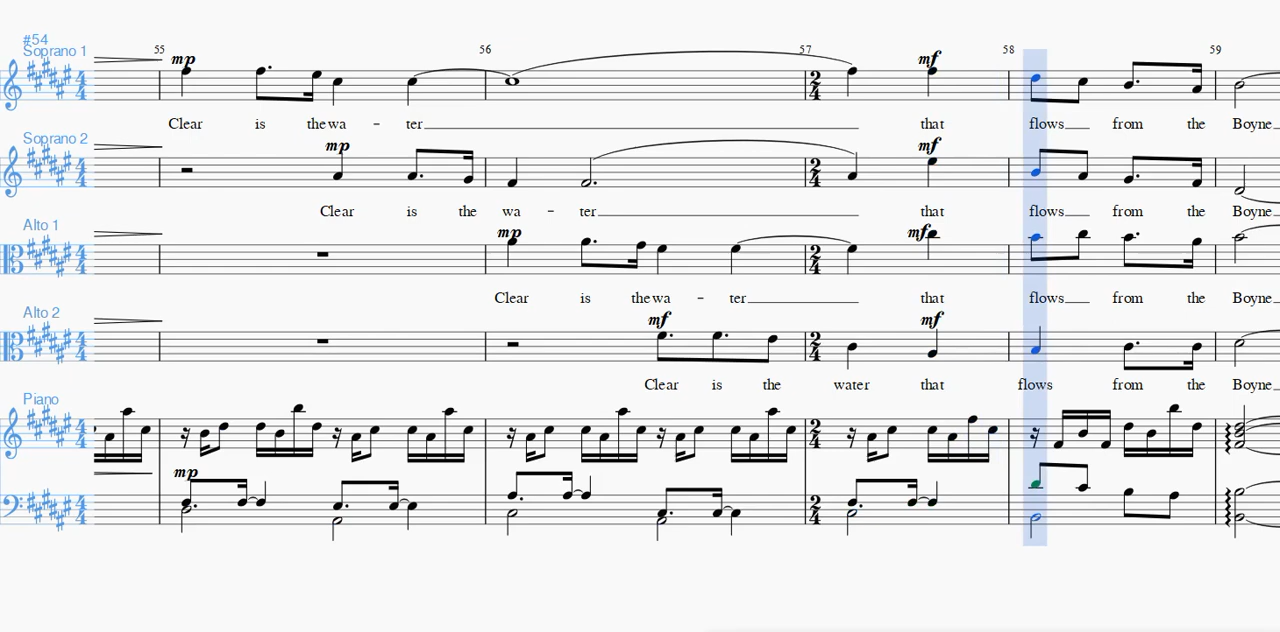 #54
Soprano 1
55 56 57 58 59
mp mf
Clear is the wa - ter that flows from the Boyne
Soprano 2
mp mf
Clear is the wa - ter that flows from the Boyne
Alto 1
mp mf
Clear is the wa - ter that flows from the Boyne
Alto 2
mf mf
Clear is the water that flows from the Boyne
Piano
mp